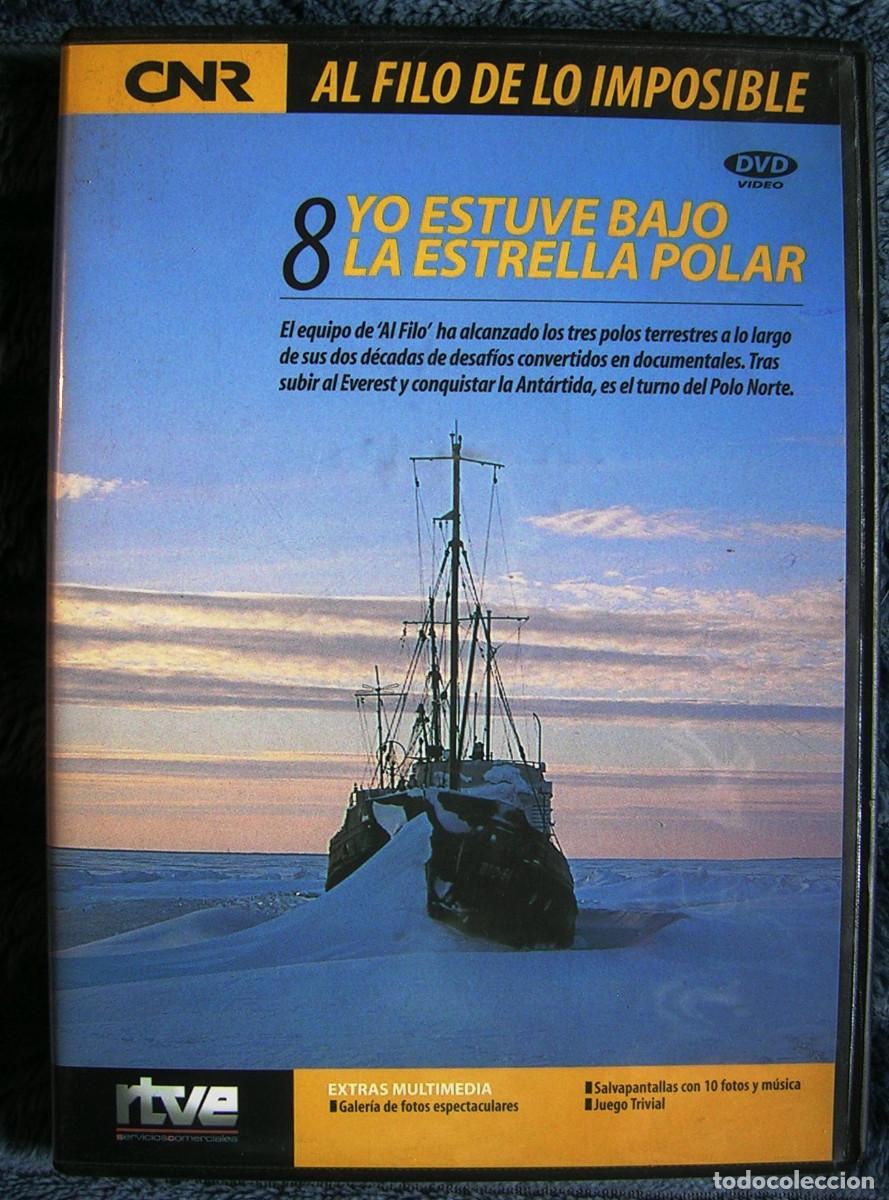 CNR AL FILO DE LO IMPOSIBLE
DVD
VIDEO
8 YO ESTUVE BAJO
LA ESTRELLA POLAR
El equipo de ‘Al Filo’ ha alcanzado los tres polos terrestres a lo largo
de sus dos décadas de desafíos convertidos en documentales. Tras
subir al Everest y conquistar la Antártida, es el turno del Polo Norte.
rtve
servicioscomerciales
EXTRAS MULTIMEDIA
Galería de fotos espectaculares
Salvapantallas con 10 fotos y música
Juego Trivial
todocoleccion